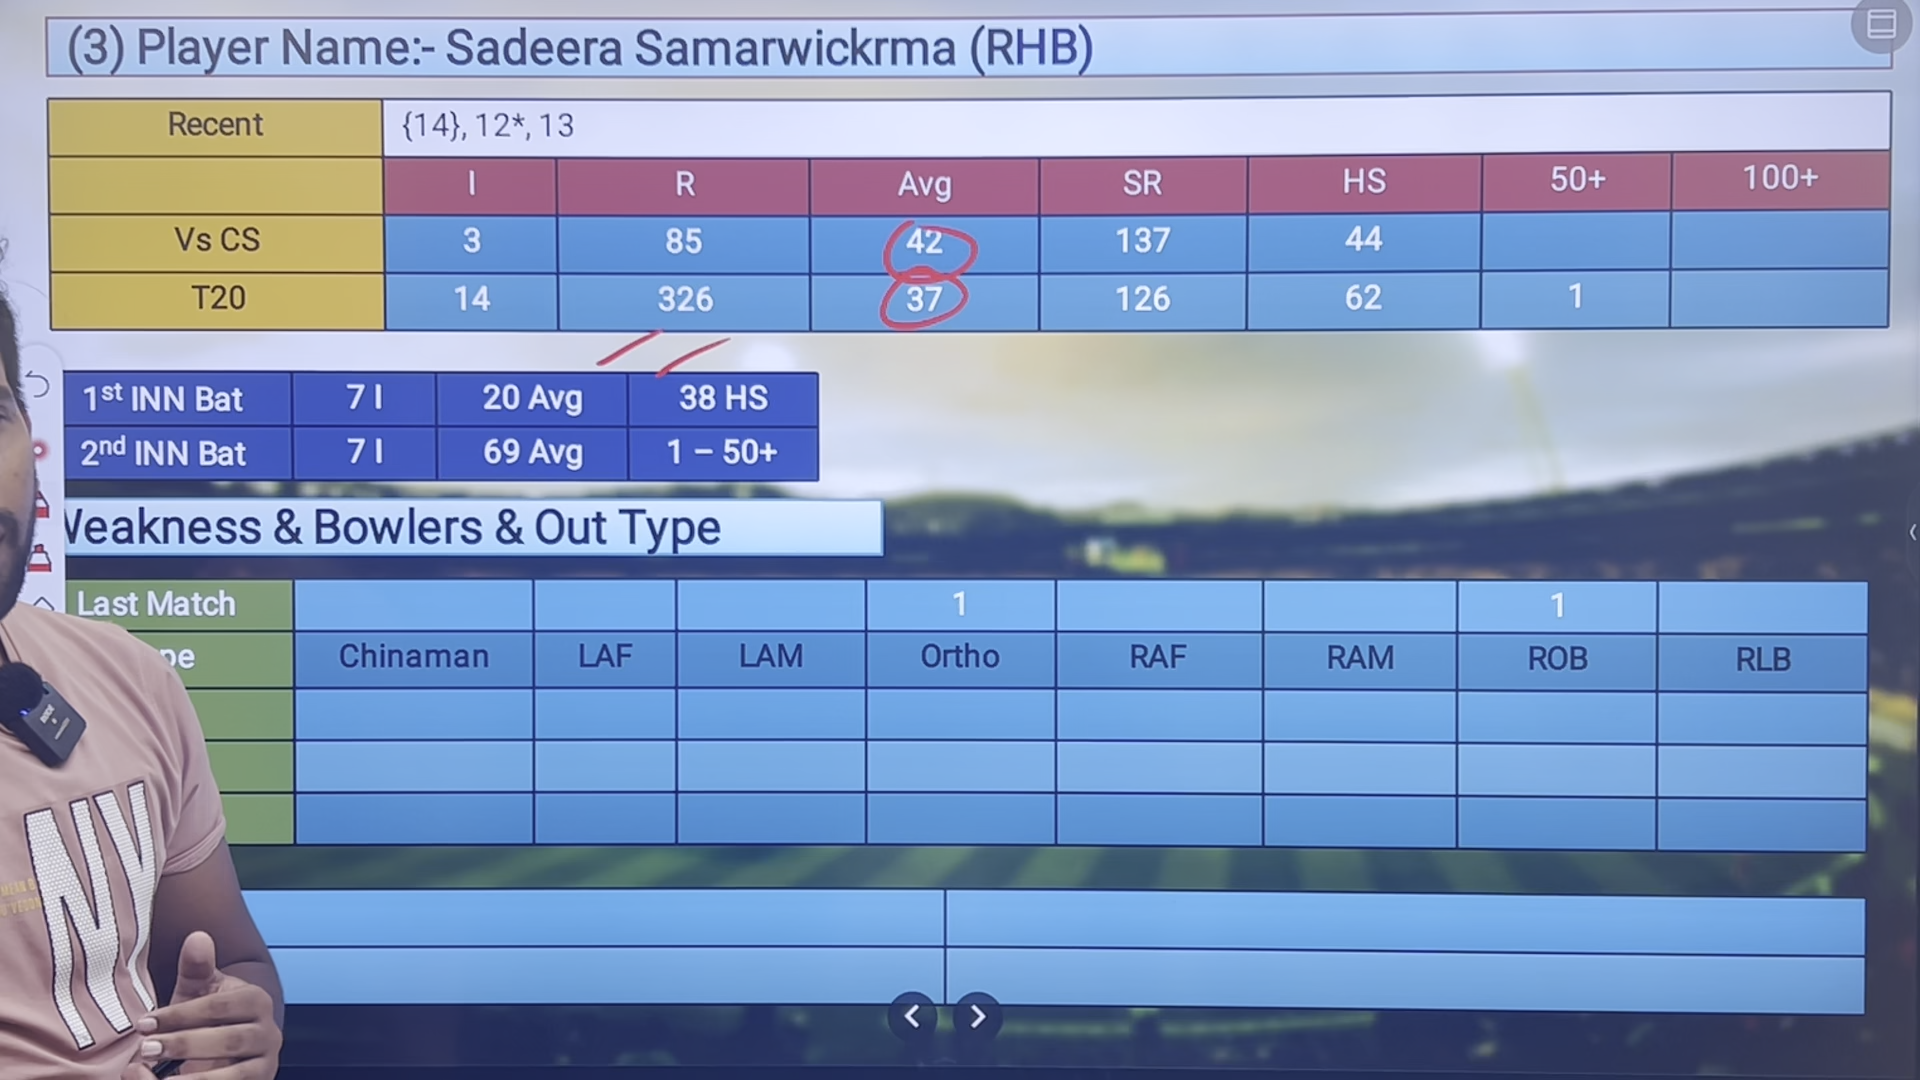 (3) Player Name:- Sadeera Samarwickrma (RHB)
Recent {14}, 12*, 13
I R Avg SR HS 50+ 100+
Vs CS 3 85 42 137 44
T20 14 326 37 126 62 1
1st INN Bat 7 I 20 Avg 38 HS
2nd INN Bat 7 I 69 Avg 1 – 50+
Weakness & Bowlers & Out Type
Last Match 1 1
pe Chinaman LAF LAM Ortho RAF RAM ROB RLB
NY